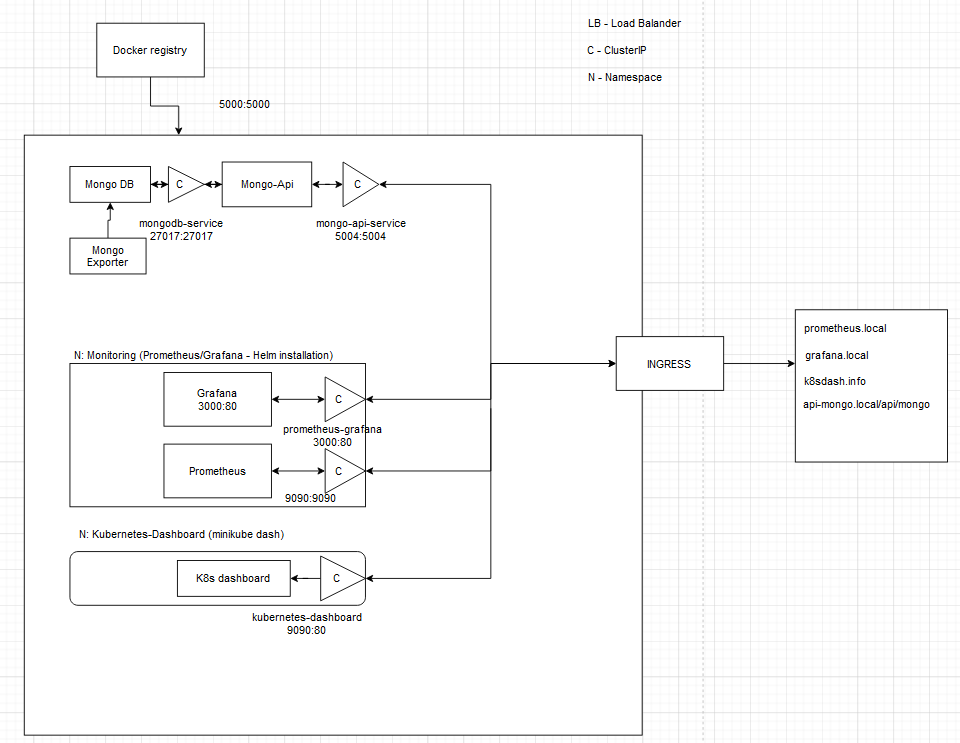 LB - Load Balander
Docker registry
C - ClusterIP
N - Namespace
5000:5000
Mongo DB
C
Mongo-Api
C
mongodb-service
27017:27017
mongo-api-service
5004:5004
Mongo
Exporter
N: Monitoring (Prometheus/Grafana - Helm installation)
Grafana
3000:80
C
prometheus-grafana
3000:80
Prometheus
C
9090:9090
INGRESS
prometheus.local
grafana.local
k8sdash.info
api-mongo.local/api/mongo
N: Kubernetes-Dashboard (minikube dash)
K8s dashboard
C
kubernetes-dashboard
9090:80